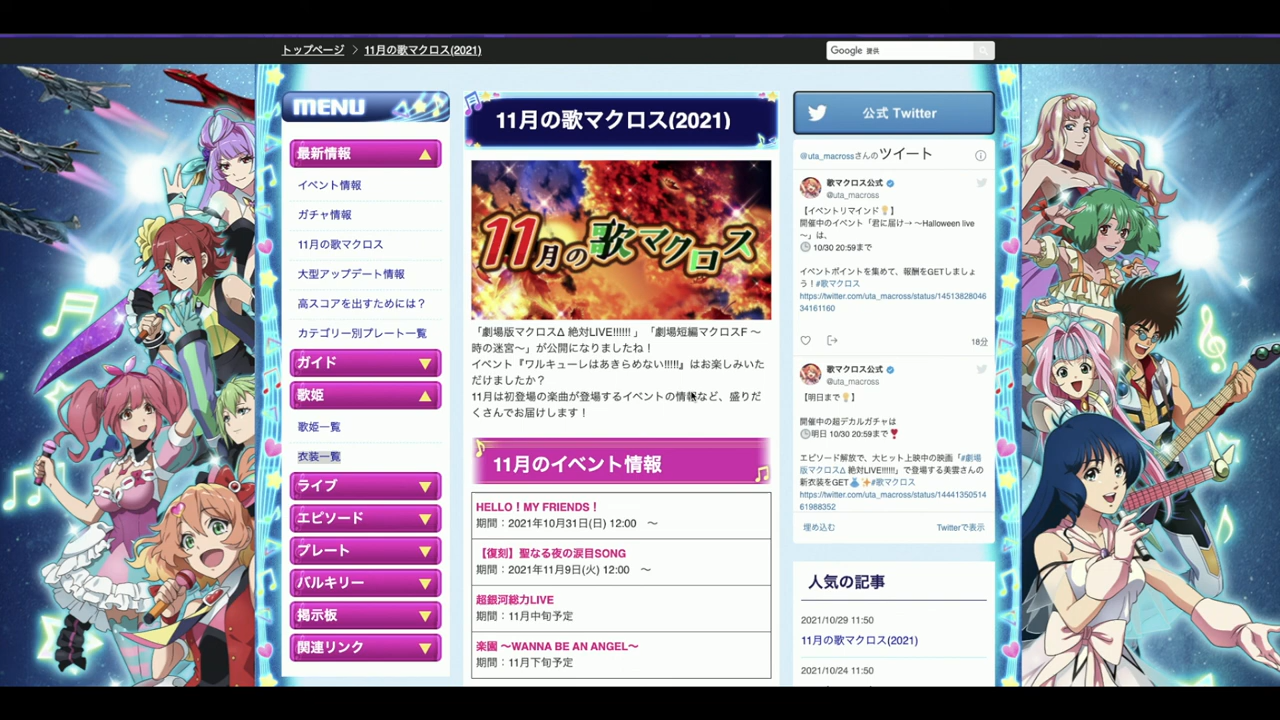 トップページ > 11月の歌マクロス(2021)
Google 提供
MENU
最新情報
イベント情報
ガチャ情報
11月の歌マクロス
大型アップデート情報
高スコアを出すためには？
カテゴリー別プレート一覧
ガイド
歌姫
歌姫一覧
衣装一覧
ライブ
エピソード
プレート
バルキリー
掲示板
関連リンク
11月の歌マクロス(2021)
11月の歌マクロス
「劇場版マクロスΔ 絶対LIVE!!!!!! 」「劇場短編マクロスF 〜
時の迷宮〜」が公開になりましたね！
イベント『ワルキューレはあきらめない!!!!!』はお楽しみいた
だけましたか？
11月は初登場の楽曲が登場するイベントの情報など、盛りだ
くさんでお届けします！
11月のイベント情報
HELLO！MY FRIENDS！
期間：2021年10月31日(日) 12:00　〜
【復刻】聖なる夜の涙目SONG
期間：2021年11月9日(火) 12:00　〜
超銀河総力LIVE
期間：11月中旬予定
楽園 〜WANNA BE AN ANGEL〜
期間：11月下旬予定
公式 Twitter
@uta_macrossさんのツイート
歌マクロス公式
@uta_macross
【イベントリマインド💡】
開催中のイベント「君に届け→ 〜Halloween live
〜」は、
🕒 10/30 20:59まで
イベントポイントを集めて、報酬をGETしましょ
う！#歌マクロス
https://twitter.com/uta_macross/status/14513828046
34161160
18分
歌マクロス公式
@uta_macross
【明日まで💡】
開催中の超デカルガチャは
🕒明日 10/30 20:59まで❣
エピソード解放で、大ヒット上映中の映画「#劇場
版マクロスΔ 絶対LIVE!!!!!!」で登場する美雲さんの
新衣装をGET👗✨#歌マクロス
https://twitter.com/uta_macross/status/14441350514
61988352
埋め込む
Twitterで表示
人気の記事
2021/10/29 11:50
11月の歌マクロス(2021)
2021/10/24 11:50